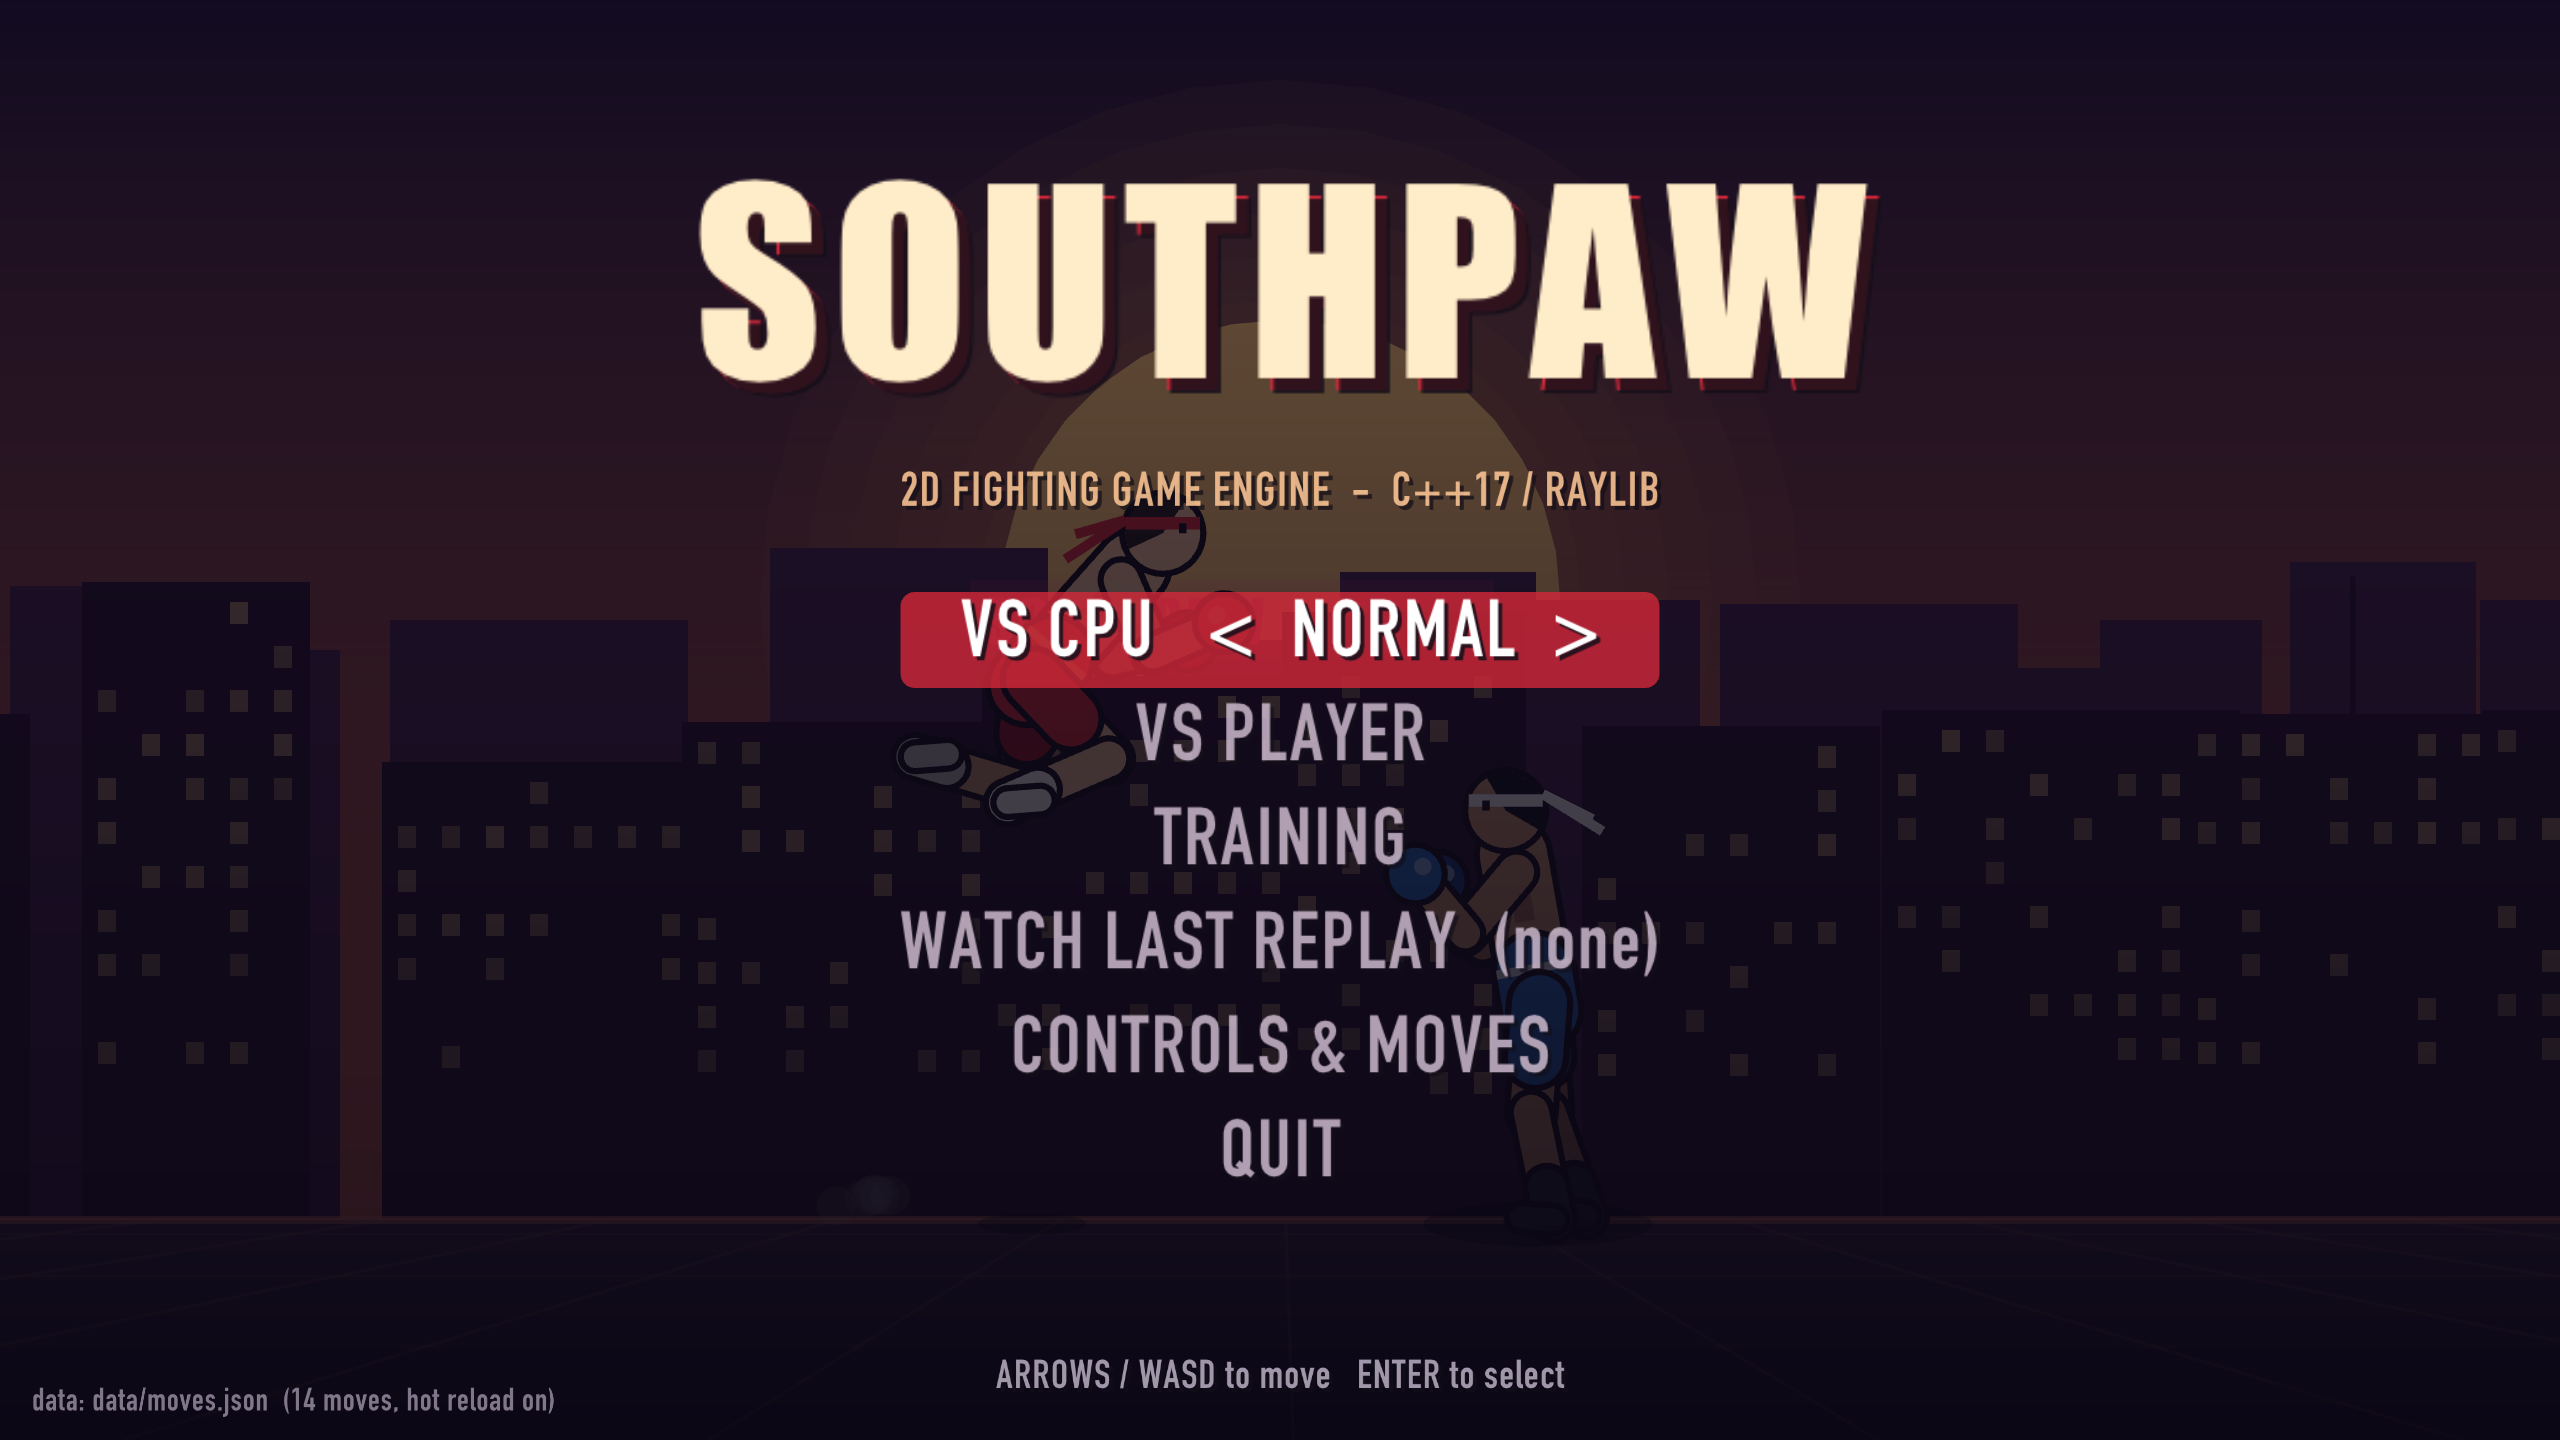 SOUTHPAW
2D FIGHTING GAME ENGINE - C++17 / RAYLIB
VS CPU < NORMAL >
VS PLAYER
TRAINING
WATCH LAST REPLAY (none)
CONTROLS & MOVES
QUIT
ARROWS / WASD to move ENTER to select
data: data/moves.json (14 moves, hot reload on)